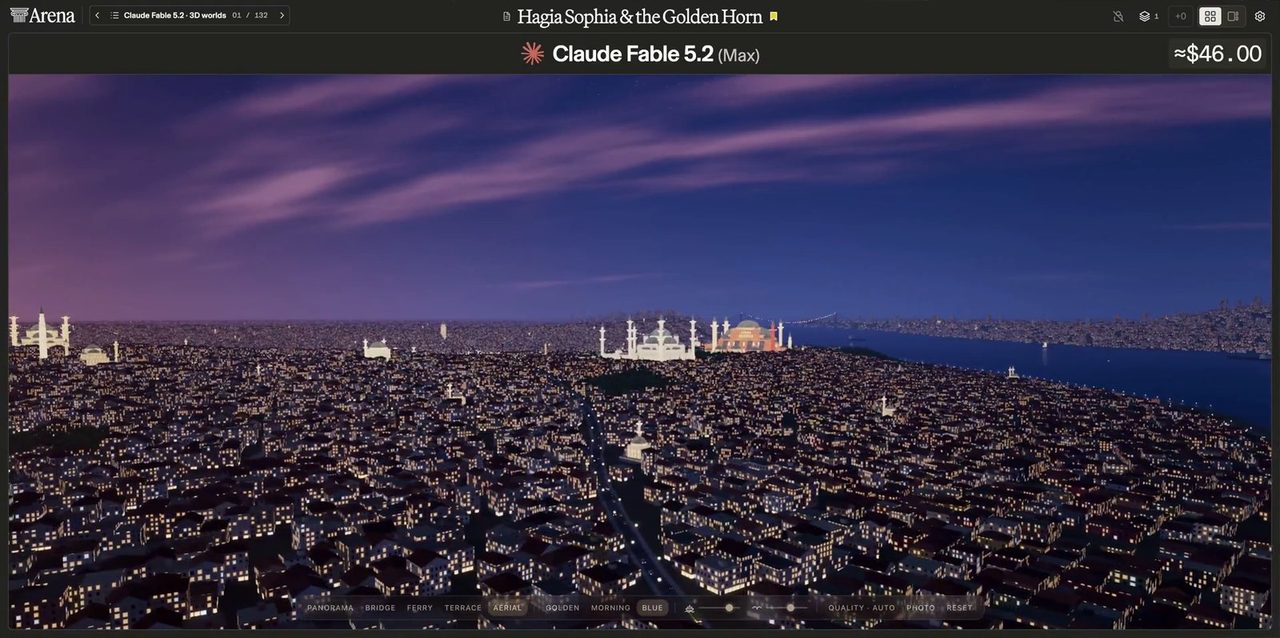 Arena
Claude Fable 5.2 · 3D worlds 01 / 132
Hagia Sophia & the Golden Horn
1
+0
Claude Fable 5.2 (Max)
≈$46.00
PANORAMA BRIDGE FERRY TERRACE AERIAL GOLDEN MORNING BLUE QUALITY · AUTO PHOTO RESET